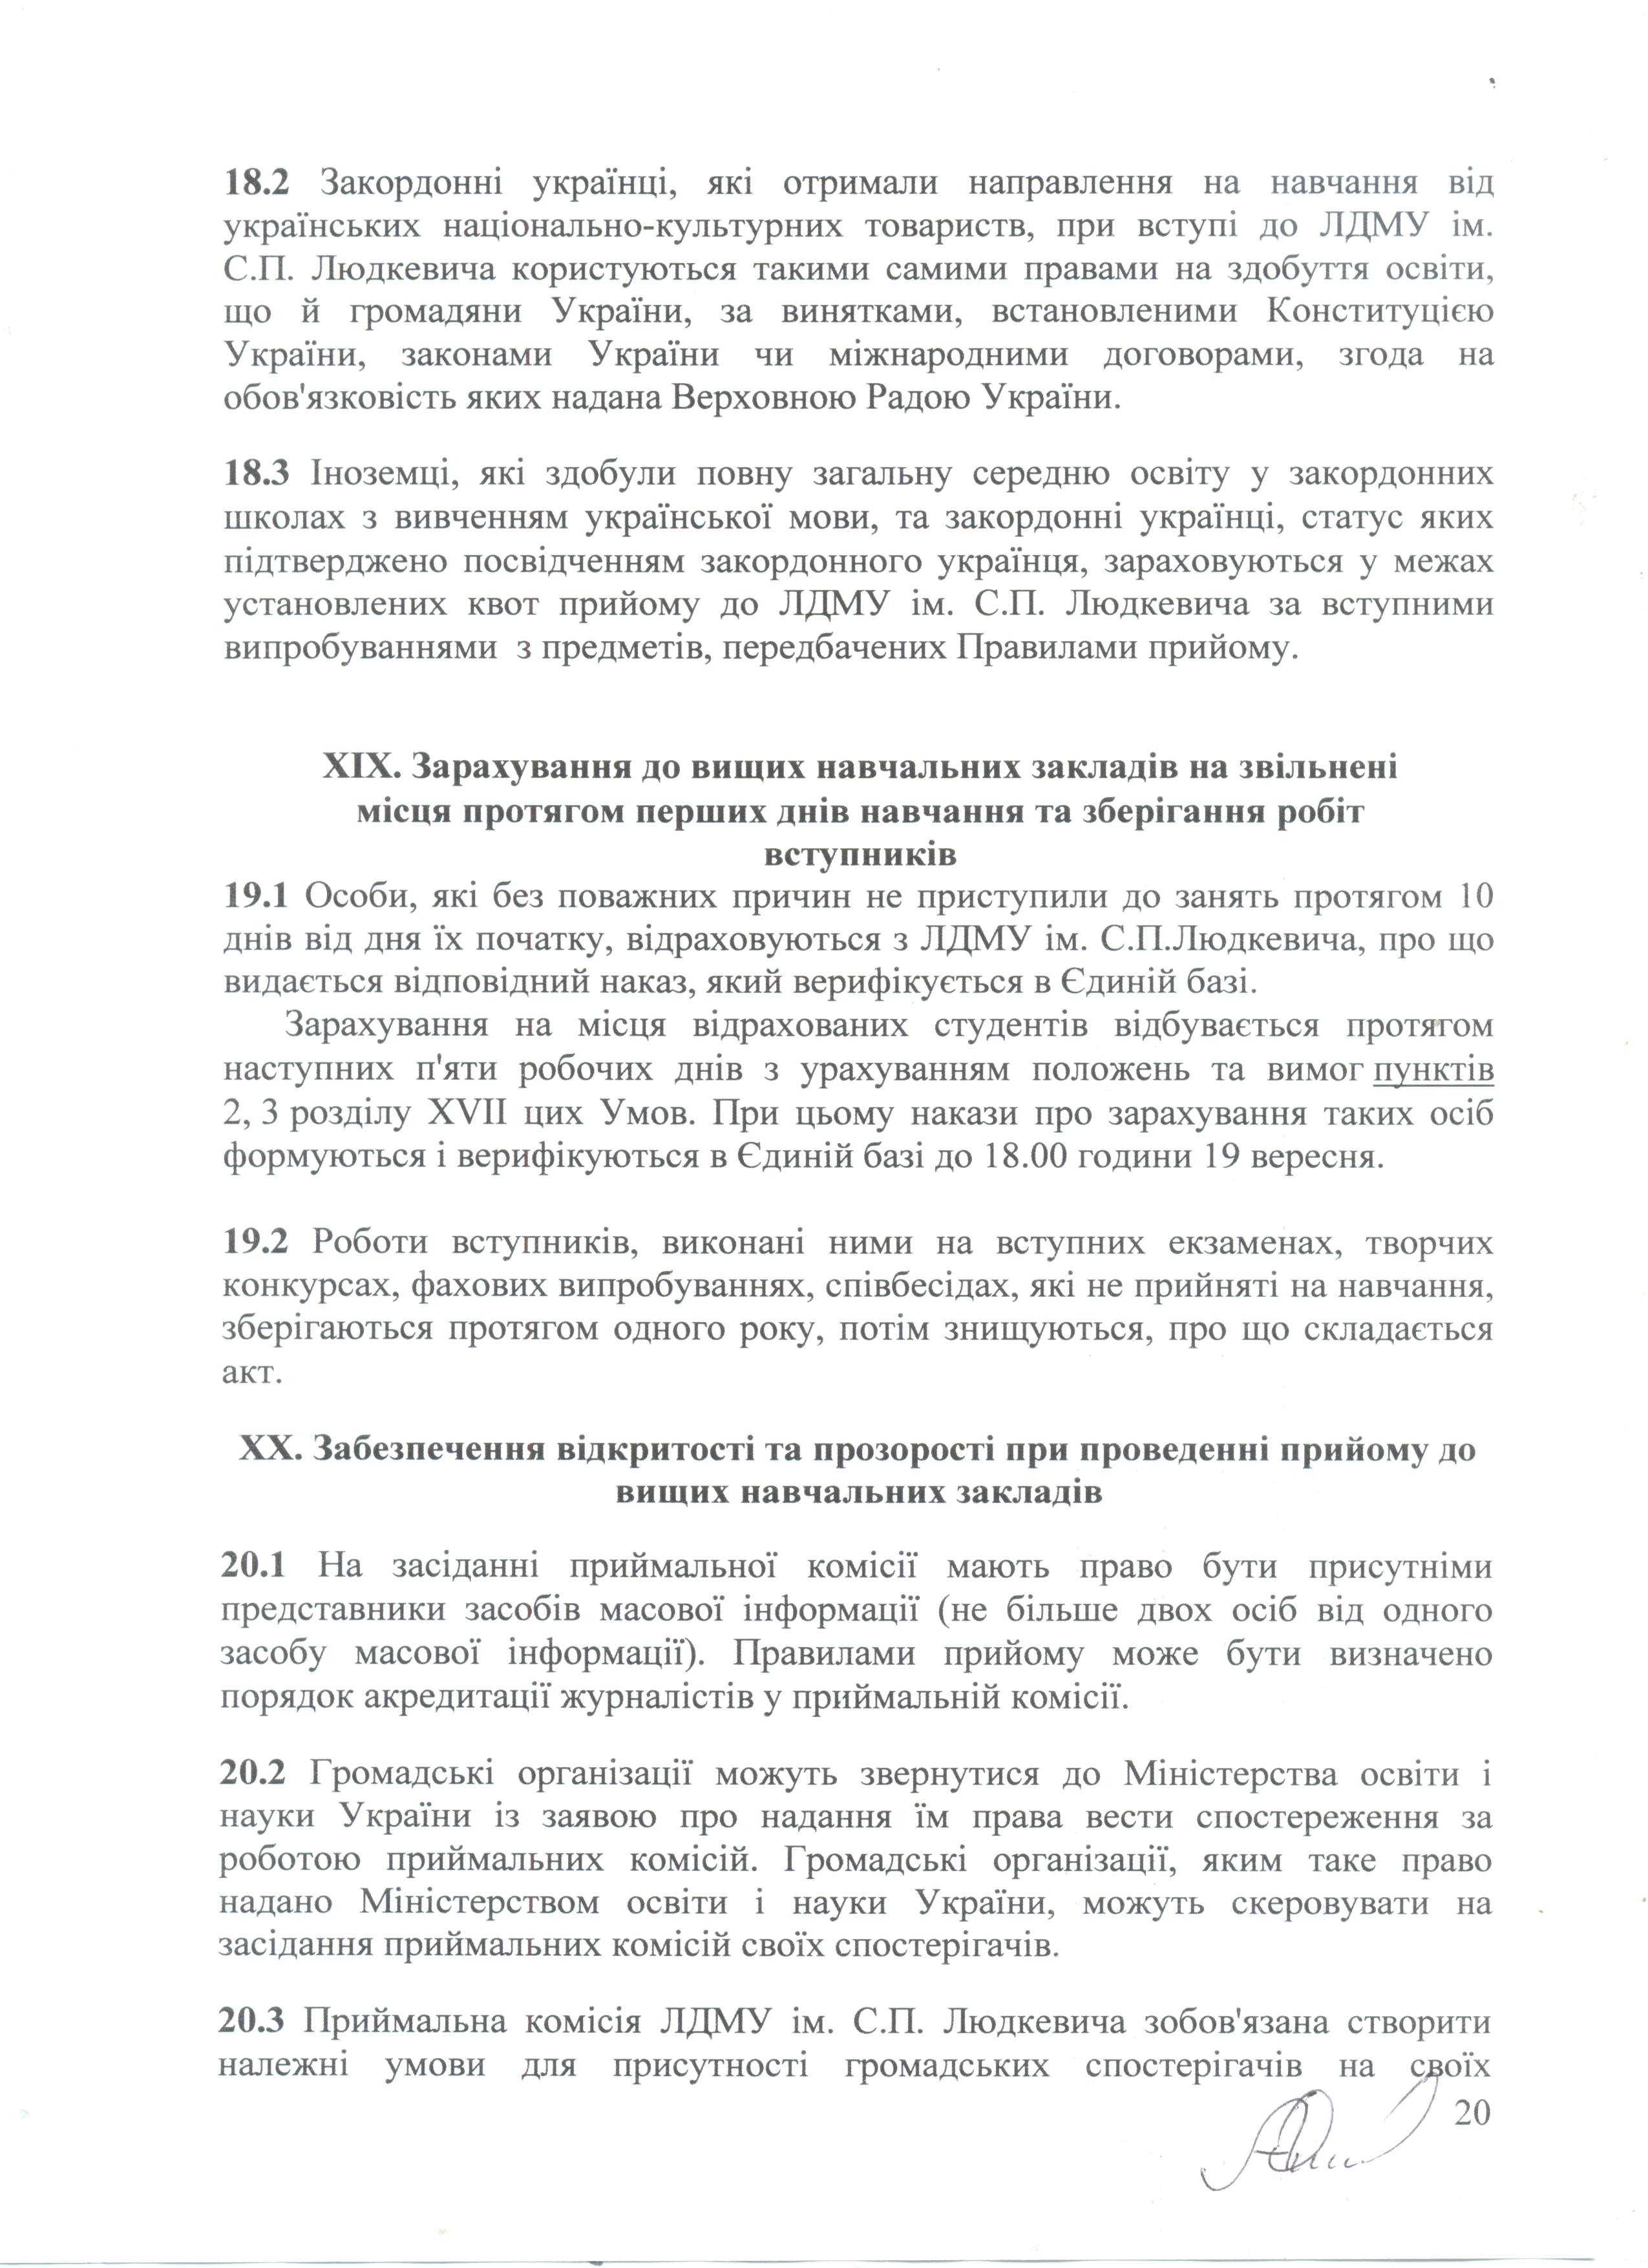 18.2 Закордонні українці, які отримали направлення на навчання від
українських національно-культурних товариств, при вступі до ЛДМУ ім.
С.П. Людкевича користуються такими самими правами на здобуття освіти,
що й громадяни України, за винятками, встановленими Конституцією
України, законами України чи міжнародними договорами, згода на
обов'язковість яких надана Верховною Радою України.
18.3 Іноземці, які здобули повну загальну середню освіту у закордонних
школах з вивченням української мови, та закордонні українці, статус яких
підтверджено посвідченням закордонного українця, зараховуються у межах
установлених квот прийому до ЛДМУ ім. С.П. Людкевича за вступними
випробуваннями з предметів, передбачених Правилами прийому.
XIX. Зарахування до вищих навчальних закладів на звільнені
місця протягом перших днів навчання та зберігання робіт
вступників
19.1 Особи, які без поважних причин не приступили до занять протягом 10
днів від дня їх початку, відраховуються з ЛДМУ ім. С.П.Людкевича, про що
видається відповідний наказ, який верифікується в Єдиній базі.
Зарахування на місця відрахованих студентів відбувається протягом
наступних п'яти робочих днів з урахуванням положень та вимог пунктів
2, 3 розділу XVII цих Умов. При цьому накази про зарахування таких осіб
формуються і верифікуються в Єдиній базі до 18.00 години 19 вересня.
19.2 Роботи вступників, виконані ними на вступних екзаменах, творчих
конкурсах, фахових випробуваннях, співбесідах, які не прийняті на навчання,
зберігаються протягом одного року, потім знищуються, про що складається
акт.
XX. Забезпечення відкритості та прозорості при проведенні прийому до
вищих навчальних закладів
20.1 На засіданні приймальної комісії мають право бути присутніми
представники засобів масової інформації (не більше двох осіб від одного
засобу масової інформації). Правилами прийому може бути визначено
порядок акредитації журналістів у приймальній комісії.
20.2 Громадські організації можуть звернутися до Міністерства освіти і
науки України із заявою про надання їм права вести спостереження за
роботою приймальних комісій. Громадські організації, яким таке право
надано Міністерством освіти і науки України, можуть скеровувати на
засідання приймальних комісій своїх спостерігачів.
20.3 Приймальна комісія ЛДМУ ім. С.П. Людкевича зобов'язана створити
належні умови для присутності громадських спостерігачів на своїх
20